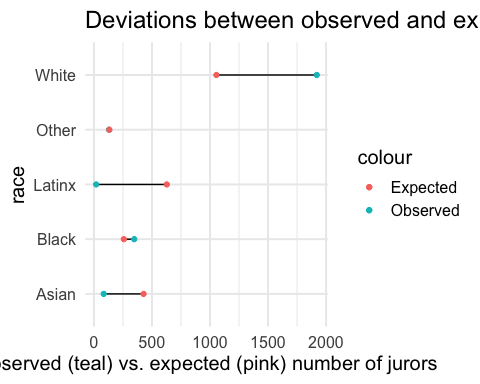 Deviations between observed and ex
White
Other
Latinx
Black
Asian
race
0 500 1000 1500 2000
served (teal) vs. expected (pink) number of jurors
colour
Expected
Observed